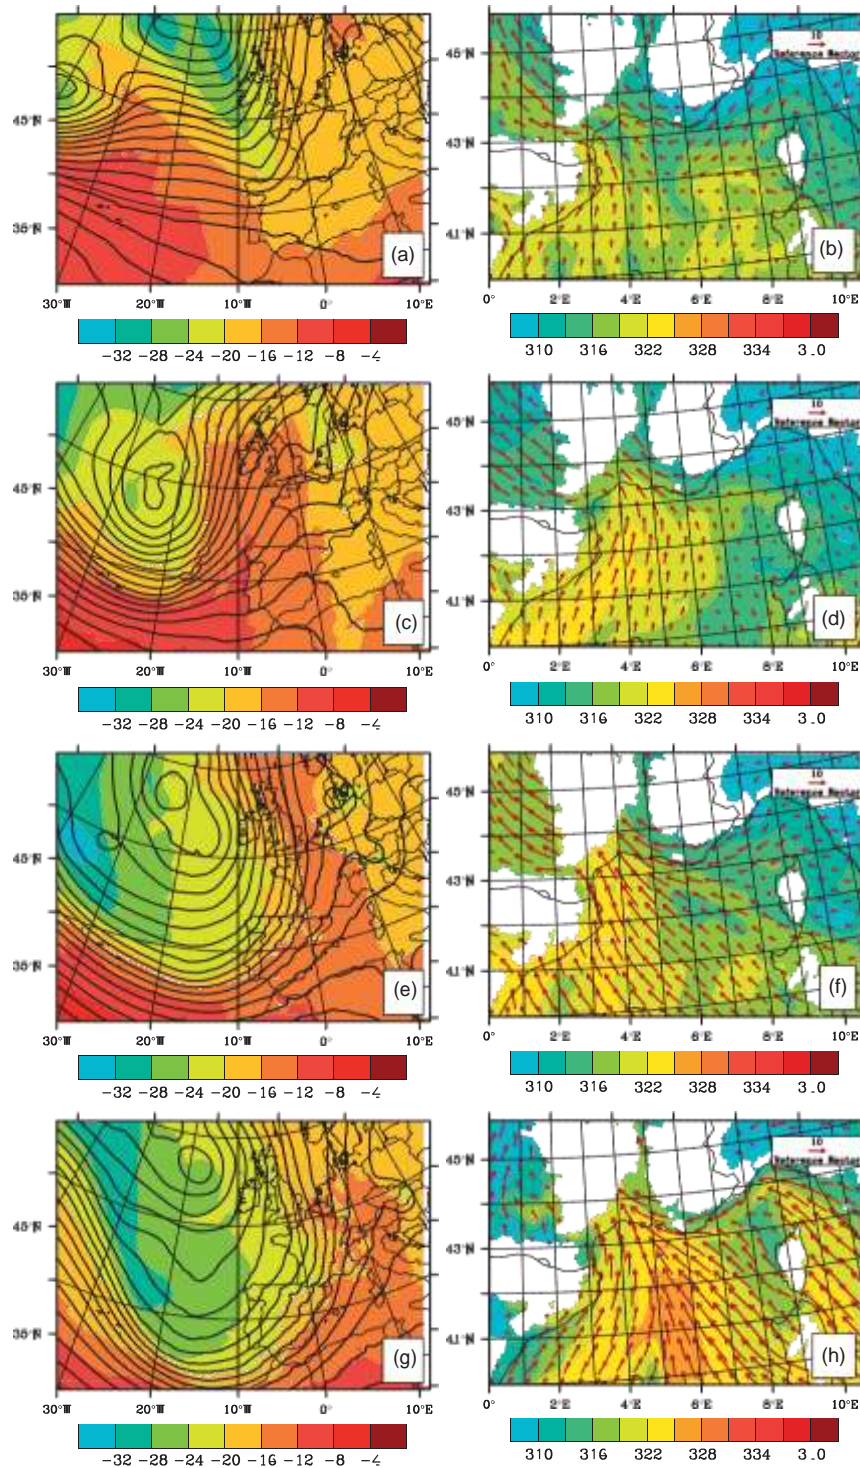 45°N
35°N
(a)
30°W 20°W 10°W 0° 10°E
-32 -28 -24 -20 -16 -12 -8 -4
45°N
43°N
41°N
10
Reference Vector
(b)
0° 2°E 4°E 6°E 8°E 10°E
310 316 322 328 334 3.0
45°N
35°N
(c)
30°W 20°W 10°W 0° 10°E
-32 -28 -24 -20 -16 -12 -8 -4
45°N
43°N
41°N
10
Reference Vector
(d)
0° 2°E 4°E 6°E 8°E 10°E
310 316 322 328 334 3.0
45°N
35°N
(e)
30°W 20°W 10°W 0° 10°E
-32 -28 -24 -20 -16 -12 -8 -4
45°N
43°N
41°N
10
Reference Vector
(f)
0° 2°E 4°E 6°E 8°E 10°E
310 316 322 328 334 3.0
45°N
35°N
(g)
30°W 20°W 10°W 0° 10°E
-32 -28 -24 -20 -16 -12 -8 -4
45°N
43°N
41°N
10
Reference Vector
(h)
0° 2°E 4°E 6°E 8°E 10°E
310 316 322 328 334 3.0